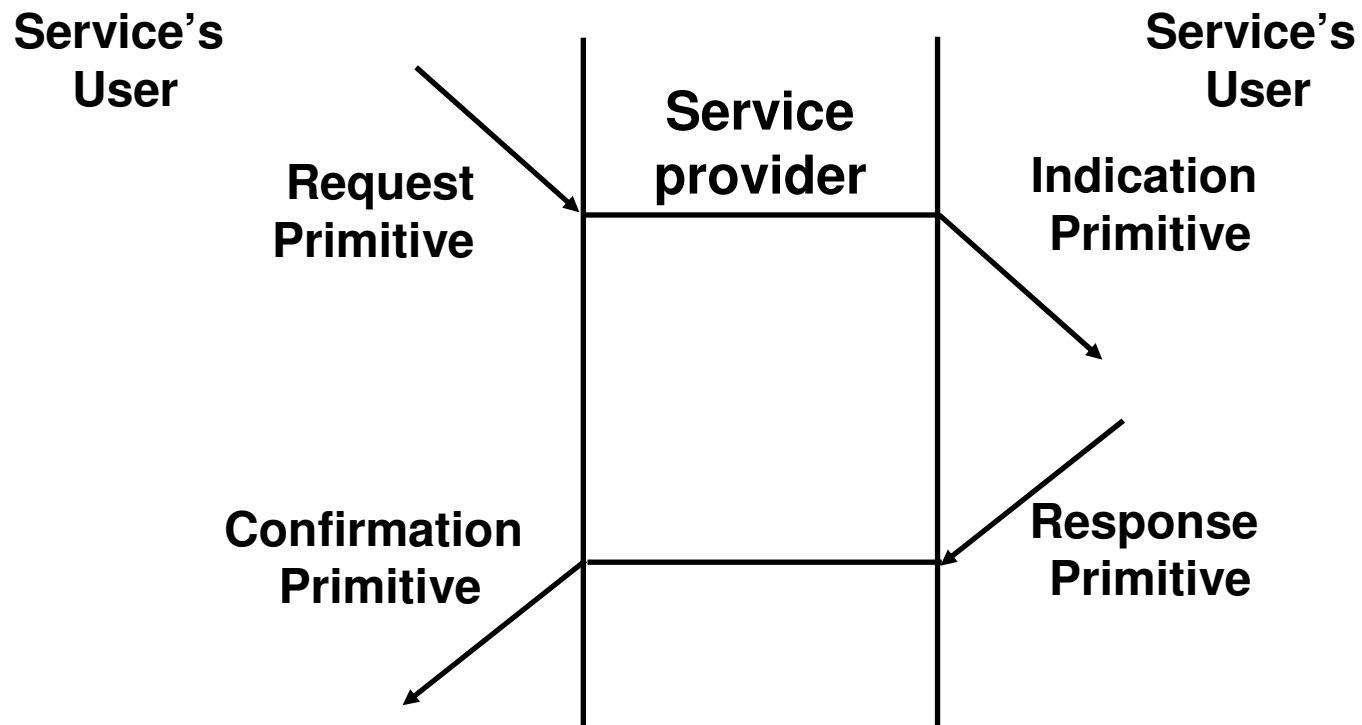 Service’s
User
Service’s
User
Service
provider
Request
Primitive
Indication
Primitive
Confirmation
Primitive
Response
Primitive